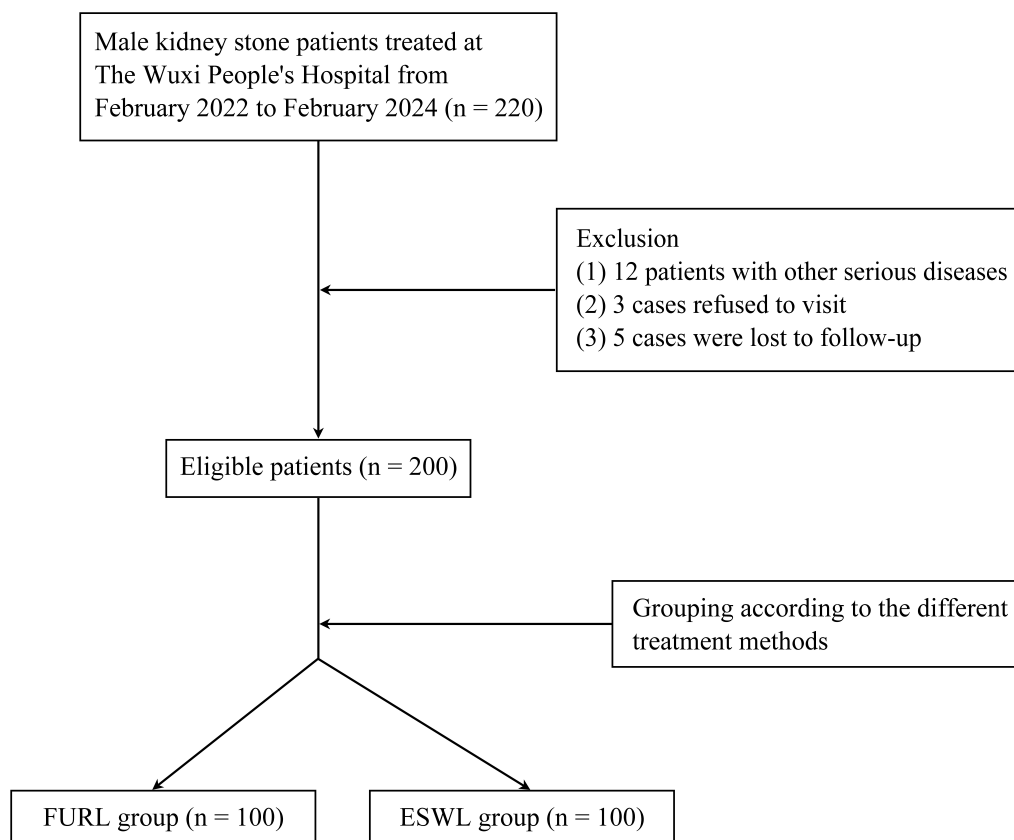 Male kidney stone patients treated at
The Wuxi People's Hospital from
February 2022 to February 2024 (n = 220)
Exclusion
(1) 12 patients with other serious diseases
(2) 3 cases refused to visit
(3) 5 cases were lost to follow-up
Eligible patients (n = 200)
Grouping according to the different
treatment methods
FURL group (n = 100)
ESWL group (n = 100)